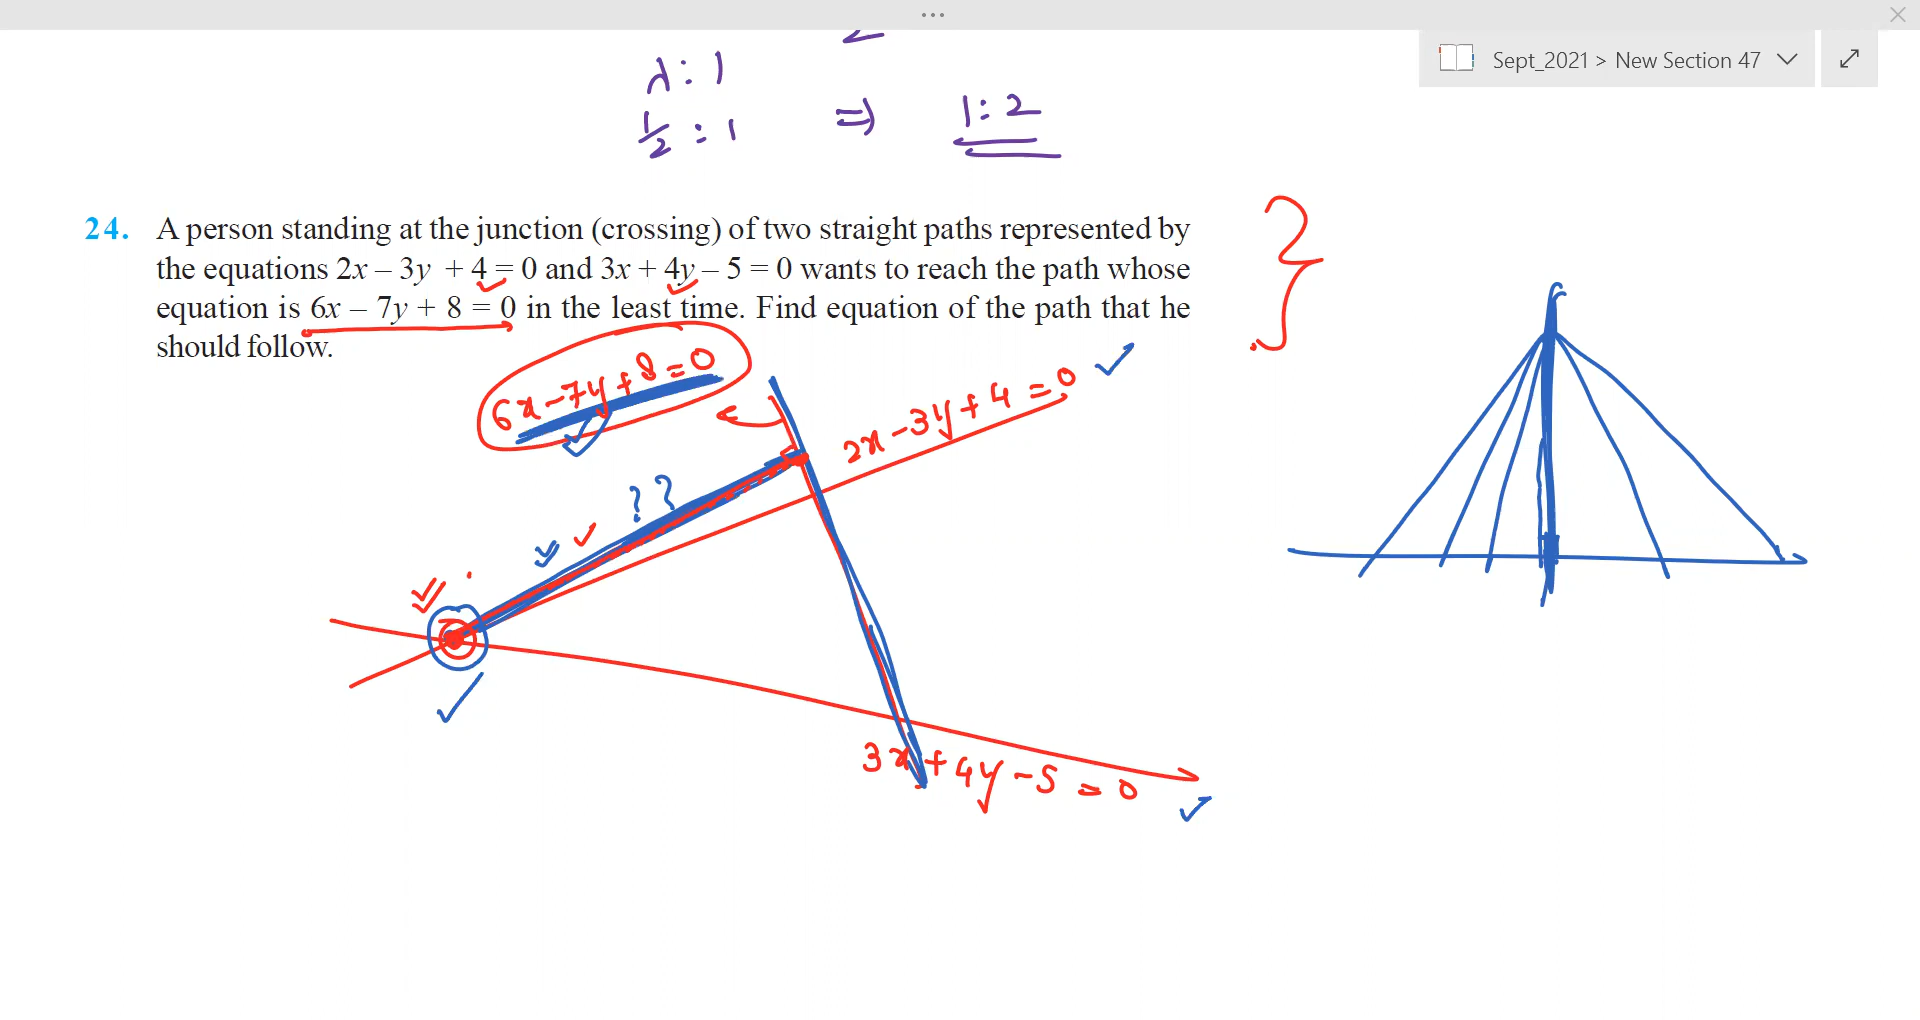 Sept_2021 > New Section 47
λ : 1
1/2 : 1 ⇒ 1 : 2
24. A person standing at the junction (crossing) of two straight paths represented by
the equations 2x – 3y + 4 = 0 and 3x + 4y – 5 = 0 wants to reach the path whose
equation is 6x – 7y + 8 = 0 in the least time. Find equation of the path that he
should follow.
6x-7y+8=0
2x-3y+4=0
??
3x+4y-5=0